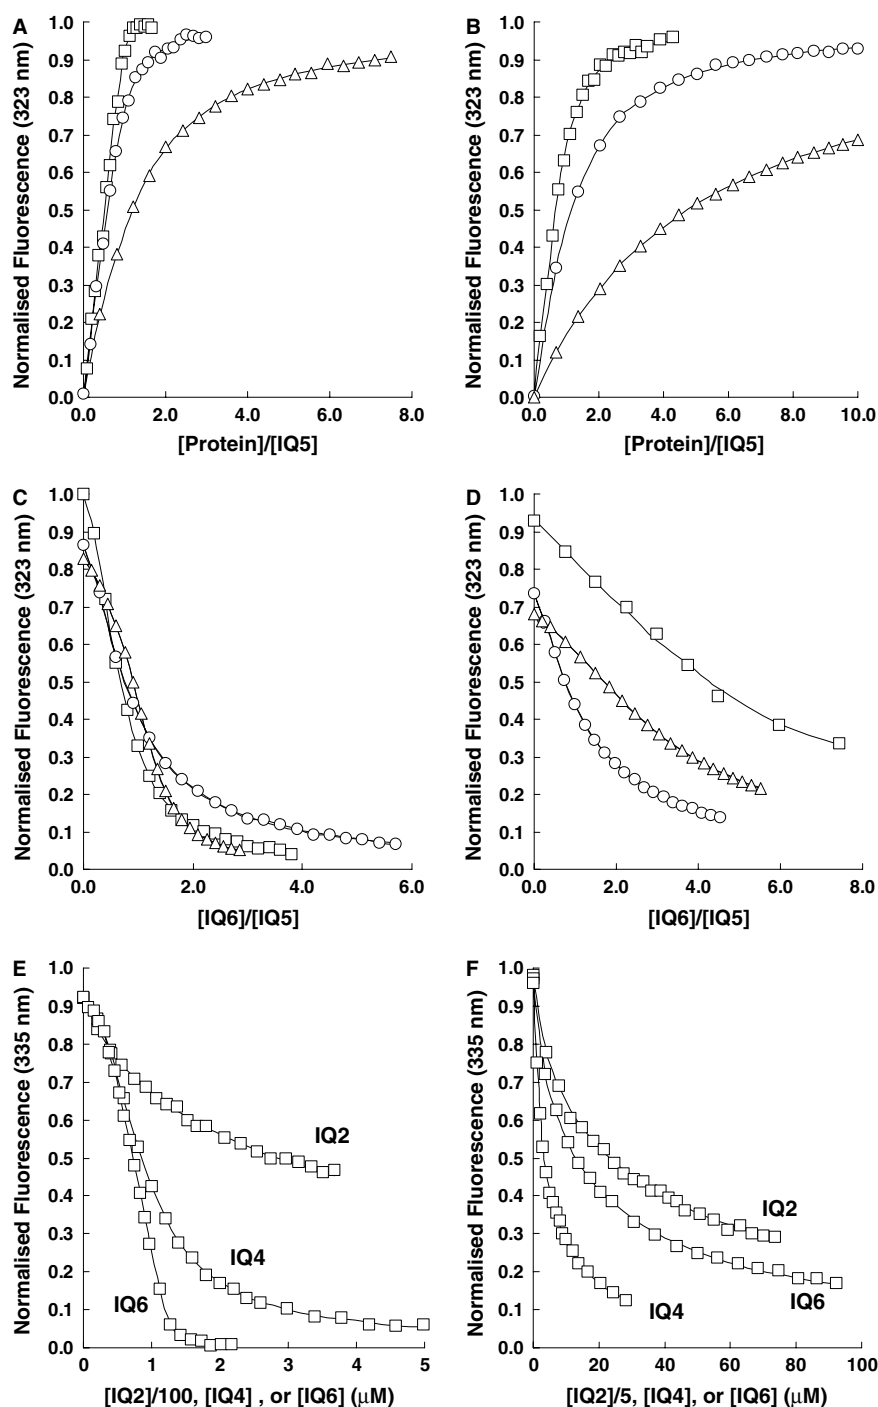 A
Normalised Fluorescence (323 nm)
1.0
0.9
0.8
0.7
0.6
0.5
0.4
0.3
0.2
0.1
0.0
0.0 2.0 4.0 6.0 8.0
[Protein]/[IQ5]
B
Normalised Fluorescence (323 nm)
1.0
0.9
0.8
0.7
0.6
0.5
0.4
0.3
0.2
0.1
0.0
0.0 2.0 4.0 6.0 8.0 10.0
[Protein]/[IQ5]
C
Normalised Fluorescence (323 nm)
1.0
0.9
0.8
0.7
0.6
0.5
0.4
0.3
0.2
0.1
0.0
0.0 2.0 4.0 6.0
[IQ6]/[IQ5]
D
Normalised Fluorescence (323 nm)
1.0
0.9
0.8
0.7
0.6
0.5
0.4
0.3
0.2
0.1
0.0
0.0 2.0 4.0 6.0 8.0
[IQ6]/[IQ5]
E
Normalised Fluorescence (335 nm)
1.0
0.9
0.8
0.7
0.6
0.5
0.4
0.3
0.2
0.1
0.0
IQ2
IQ4
IQ6
0 1 2 3 4 5
[IQ2]/100, [IQ4] , or [IQ6] (μM)
F
Normalised Fluorescence (335 nm)
1.0
0.9
0.8
0.7
0.6
0.5
0.4
0.3
0.2
0.1
0.0
IQ2
IQ6
IQ4
0 20 40 60 80 100
[IQ2]/5, [IQ4], or [IQ6] (μM)